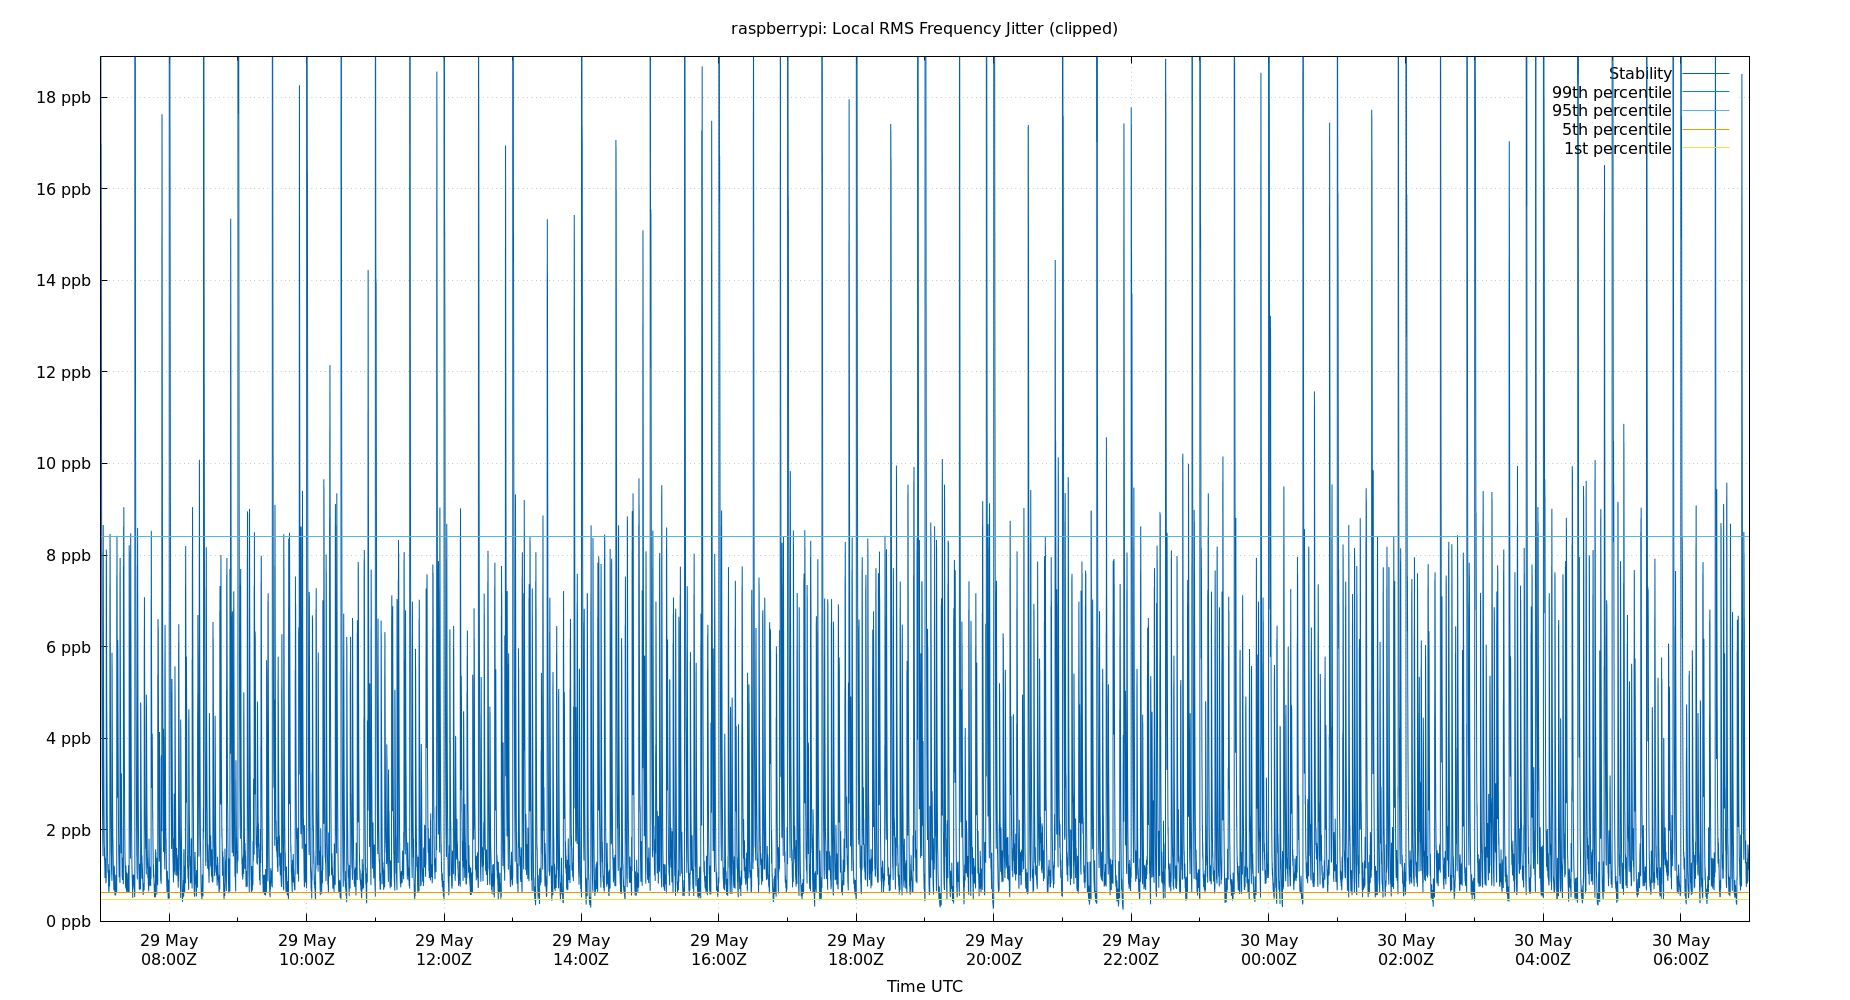 raspberrypi: Local RMS Frequency Jitter (clipped)
Stability
99th percentile
95th percentile
5th percentile
1st percentile
18 ppb
16 ppb
14 ppb
12 ppb
10 ppb
8 ppb
6 ppb
4 ppb
2 ppb
0 ppb
29 May 29 May 29 May 29 May 29 May 29 May 29 May 29 May 30 May 30 May 30 May 30 May
08:00Z 10:00Z 12:00Z 14:00Z 16:00Z 18:00Z 20:00Z 22:00Z 00:00Z 02:00Z 04:00Z 06:00Z
Time UTC